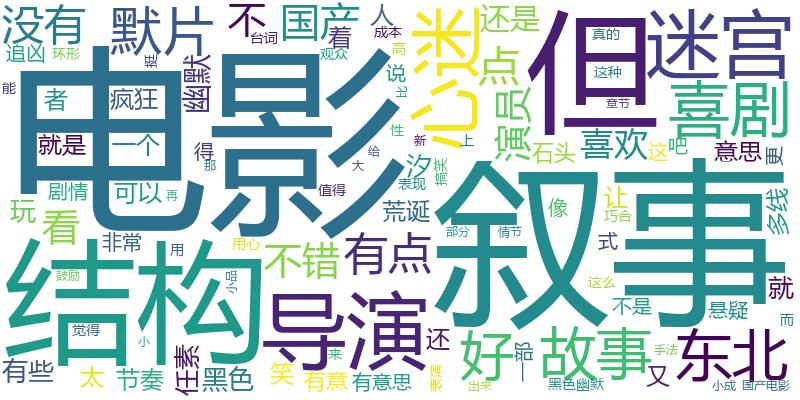 没有
默片
不
国产
人
着
台词
成本
高
观众
说
比
心迷
还是
点
但
真的
这种
章节
迷宫
喜剧
追凶
环形
能
者
疯狂
挺
幽默
就是
一个
得
那
电影
演员
石头
喜欢
这
吧
意思
更
剧情
可以
再
玩
看
非常
用
荒诞
汐
表现
值得
大
给
性
新
上
搞笑
叙事
像
让
巧合
式
多线
部分
情节
不错
有点
用心
小喵
结构
鼓励
觉得
小
导演
还
来
不是
这么
悬疑
就
而
好
故事
一部
手法
又
东北
有些
太
节奏
任素
黑色
笑
有意
有意思
表演
出来
黑色幽默
小成
国产电影